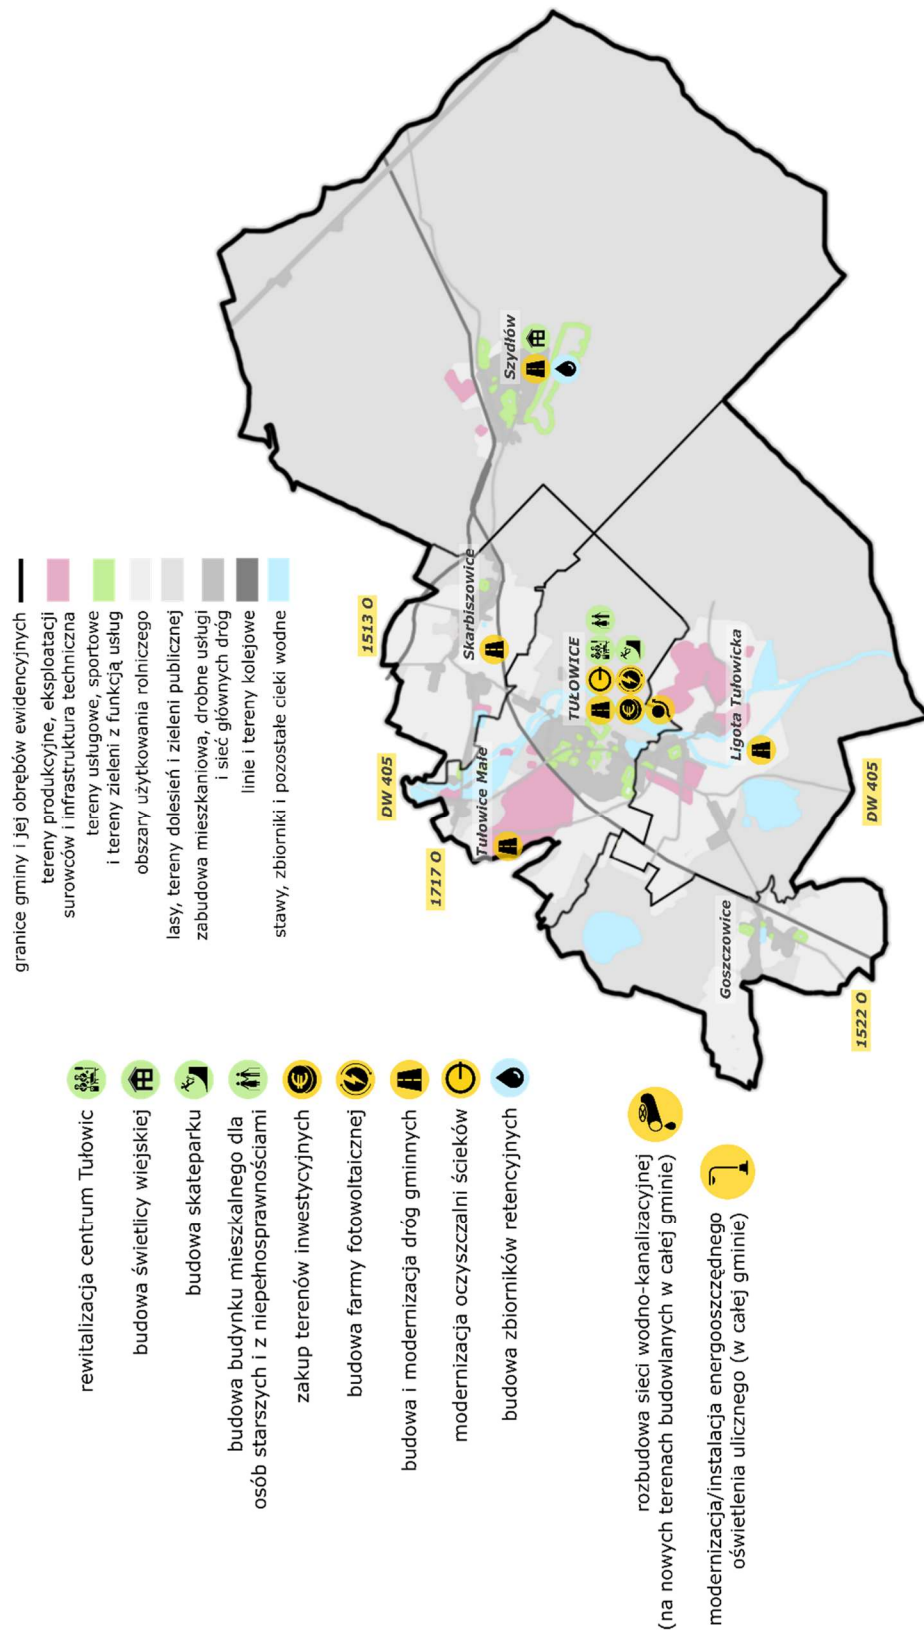 granice gminy i jej obrębów ewidencyjnych
tereny produkcyjne, eksploatacji
surowców i infrastruktura techniczna
tereny usługowe, sportowe
i tereny zieleni z funkcją usług
obszary użytkowania rolniczego
lasy, tereny dolesień i zieleni publicznej
zabudowa mieszkaniowa, drobne usługi
i sieć głównych dróg
linie i tereny kolejowe
stawy, zbiorniki i pozostałe cieki wodne
rewitalizacja centrum Tułowic
budowa świetlicy wiejskiej
budowa skateparku
budowa budynku mieszkalnego dla
osób starszych i z niepełnosprawnościami
zakup terenów inwestycyjnych
budowa farmy fotowoltaicznej
budowa i modernizacja dróg gminnych
modernizacja oczyszczalni ścieków
budowa zbiorników retencyjnych
rozbudowa sieci wodno-kanalizacyjnej
(na nowych terenach budowlanych w całej gminie)
modernizacja/instalacja energooszczędnego
oświetlenia ulicznego (w całej gminie)
1513 O
DW 405
1717 O
Skarbiszowice
Szydłów
Tułowice Małe
TUŁOWICE
Ligota Tułowicka
Goszczowice
DW 405
1522 O